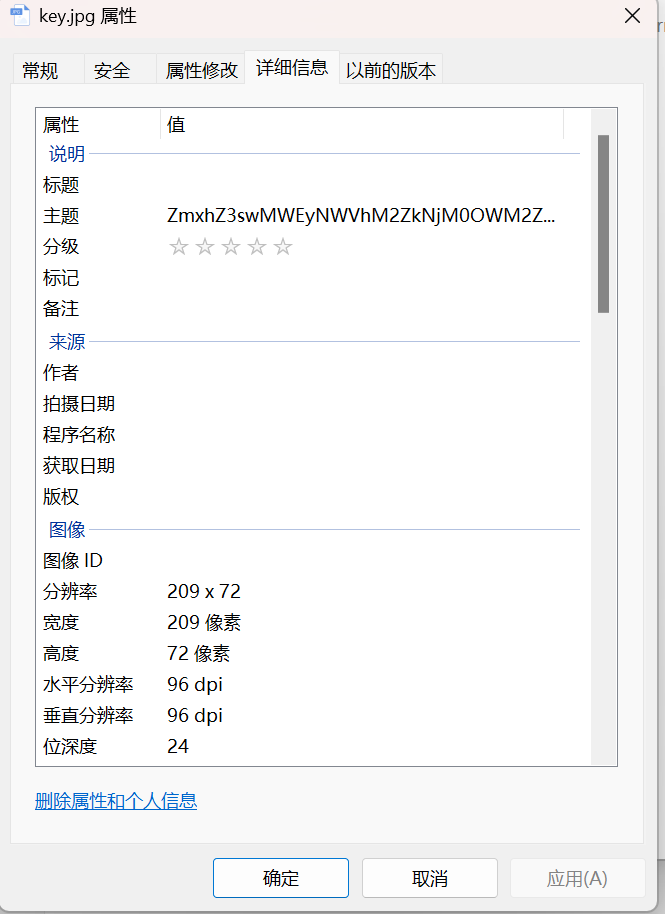 key.jpg 属性
常规 安全 属性修改 详细信息 以前的版本
属性 值
说明
标题
主题 ZmxhZ3swMWEyNWVhM2ZkNjM0OWM2Z...
分级
标记
备注
来源
作者
拍摄日期
程序名称
获取日期
版权
图像
图像 ID
分辨率 209 x 72
宽度 209 像素
高度 72 像素
水平分辨率 96 dpi
垂直分辨率 96 dpi
位深度 24
删除属性和个人信息
确定 取消 应用(A)